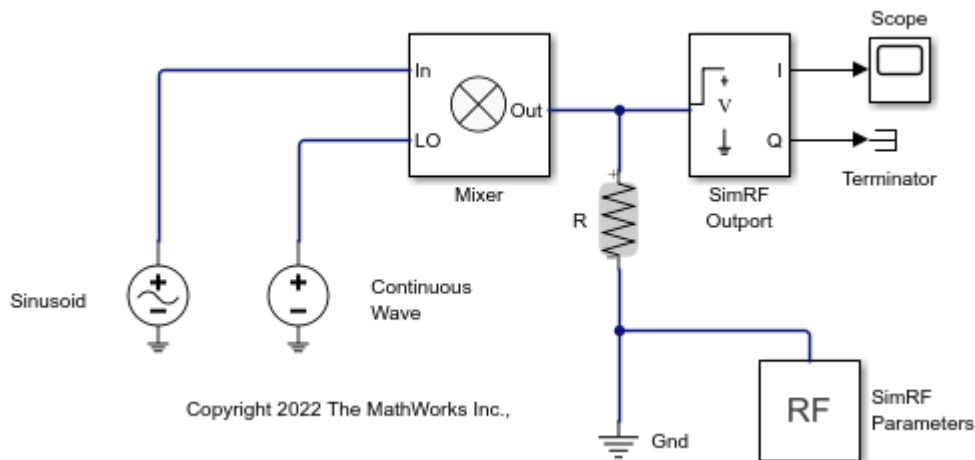 Scope
In
LO
Out
Mixer
I
V
Q
Terminator
SimRF
Outport
R
Sinusoid
Continuous
Wave
Copyright 2022 The MathWorks Inc.,
Gnd
RF
SimRF
Parameters